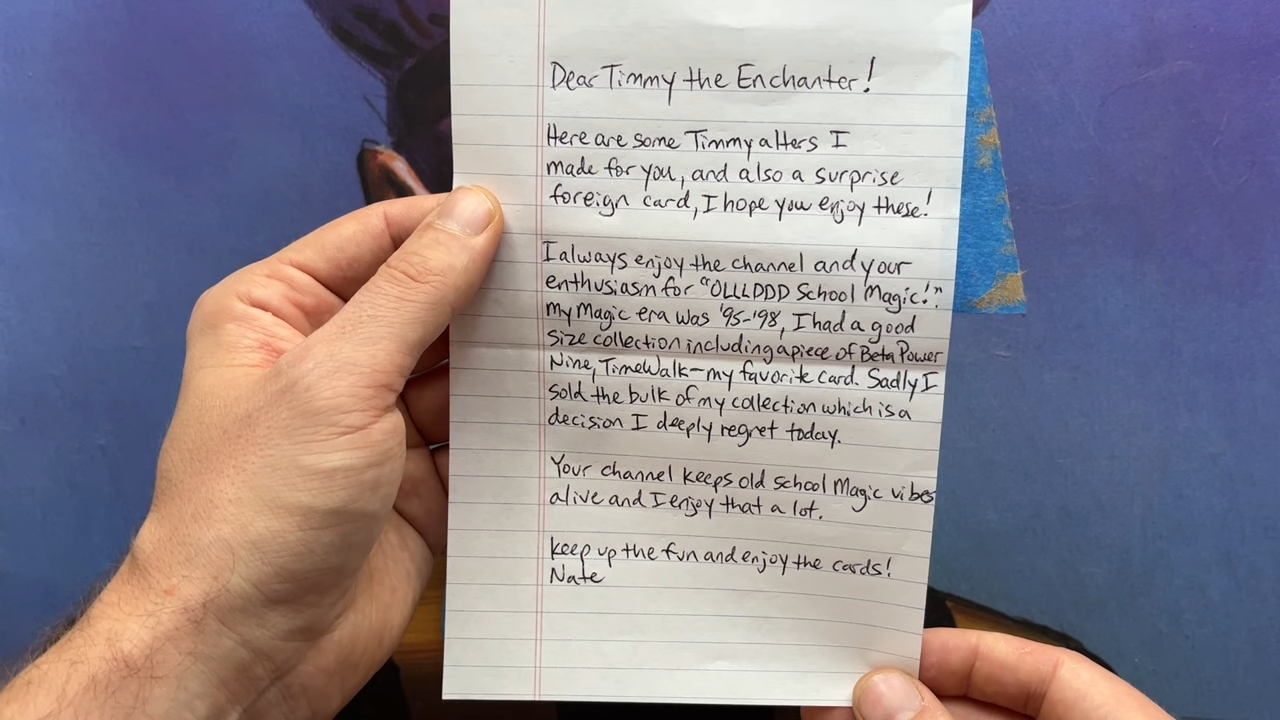 Dear Timmy the Enchanter!
Here are some Timmy alters I
made for you, and also a surprise
foreign card, I hope you enjoy these!
I always enjoy the channel and your
enthusiasm for "OLLLDDD School Magic!".
my Magic era was '95-'98, I had a good
size collection including a piece of Beta Power
Nine, Time Walk-my favorite card. Sadly I
sold the bulk of my collection which is a
decision I deeply regret today.
Your channel keeps old school Magic vibes
alive and I enjoy that a lot.
keep up the fun and enjoy the cards!
Nate